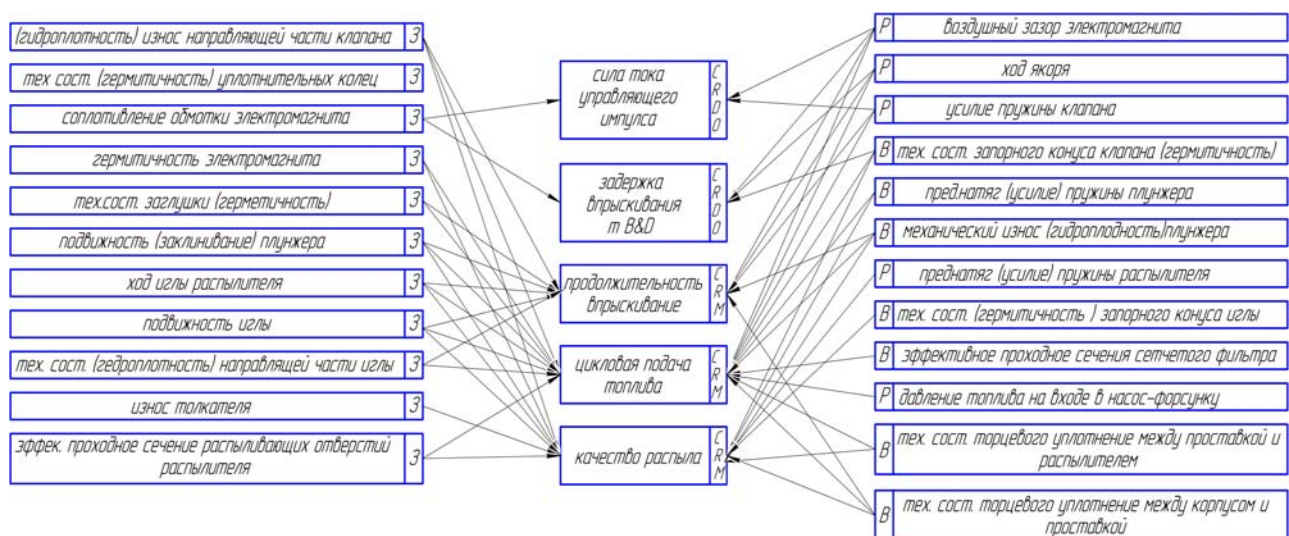 (гидроплотность) износ направляющей части клапана
З
тех сост. (гермитичность) уплотнительных колец
З
соплотивление обмотки электромагнита
З
гермитичность электромагнита
З
тех.сост. заглушки (герметичность)
З
подвижность (заклинивание) плунжера
З
ход иглы распылителя
З
подвижность иглы
З
тех. сост. (гедроплотность) направлящей части иглы
З
износ толкателя
З
эффек. проходное сечение распыливающих отверстий
распылителя
З
сила тока
управляющего
импулса
C
R
D
O
задержка
впрыскивания
т B&D
C
R
D
O
продолжительность
впрыскивание
C
R
M
цикловая подача
топлива
C
R
M
качество распыла
C
R
M
Р
воздушный зазор электромагнита
Р
ход якоря
Р
усилие пружины клапана
В
тех. сост. запорного конуса клапана (гермитичность)
В
пред.натяг (усилие) пружины плунжера
В
механический износ (гидроплодность)плунжера
Р
преднатяг (усилие) пружины распылителя
В
тех. сост. (гермитичность ) запорного конуса иглы
В
эффективное проходное сечения сетчетого фильтра
Р
давление топлива на входе в насос-форсунку
В
тех. сост. торцевого уплотнение между проставкой и
распылителем
В
тех. сост. торцевого уплотнение между корпусом и
проставкой